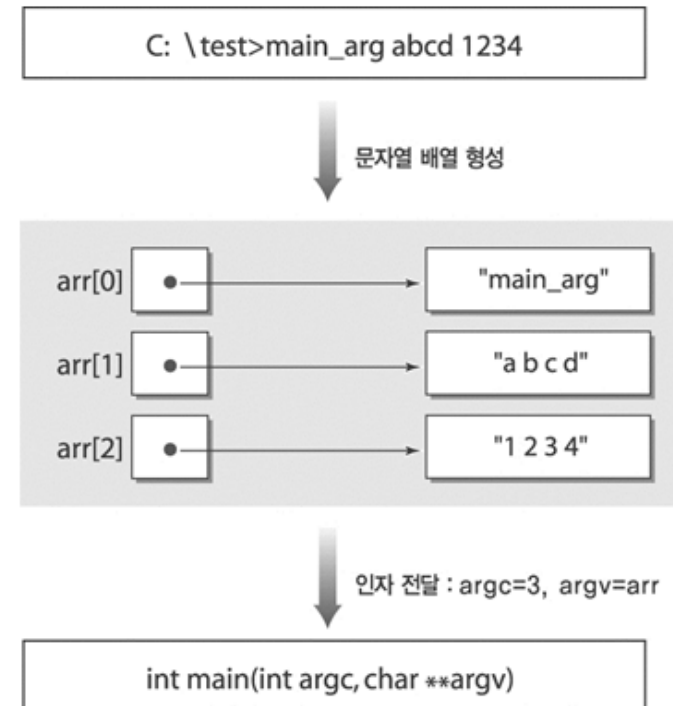 C: \test>main_arg abcd 1234
문자열 배열 형성
arr[0] "main_arg"
arr[1] "a b c d"
arr[2] "1 2 3 4"
인자 전달 : argc=3, argv=arr
int main(int argc, char **argv)